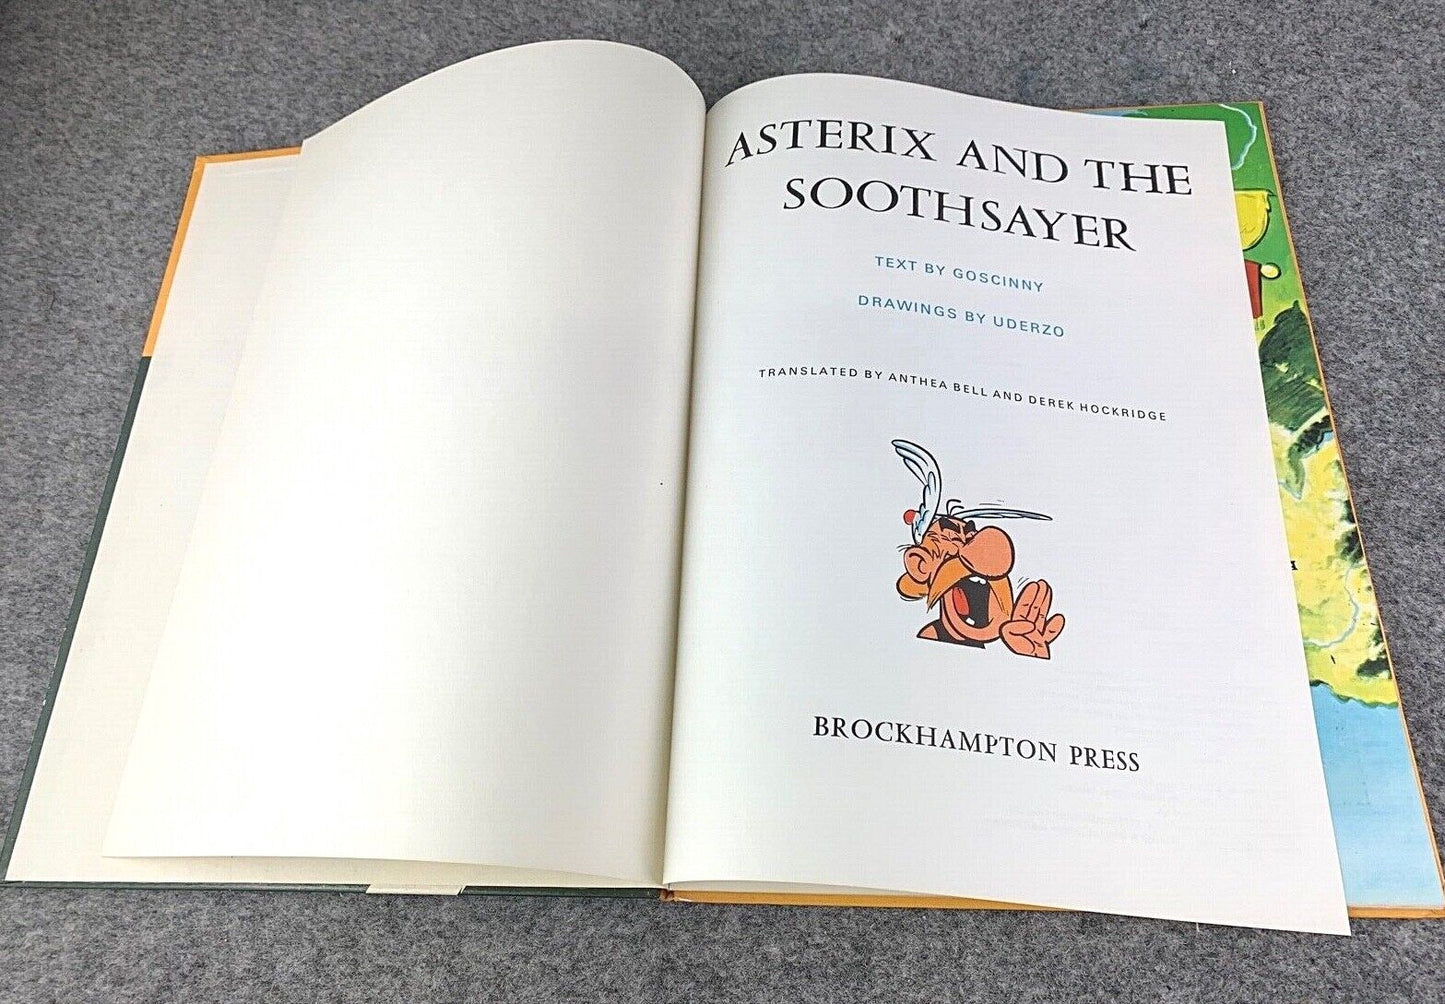 ASTERIX AND THE
SOOTHSAYER
TEXT BY GOSCINNY
DRAWINGS BY UDERZO
TRANSLATED BY ANTHEA BELL AND DEREK HOCKRIDGE
BROCKHAMPTON PRESS